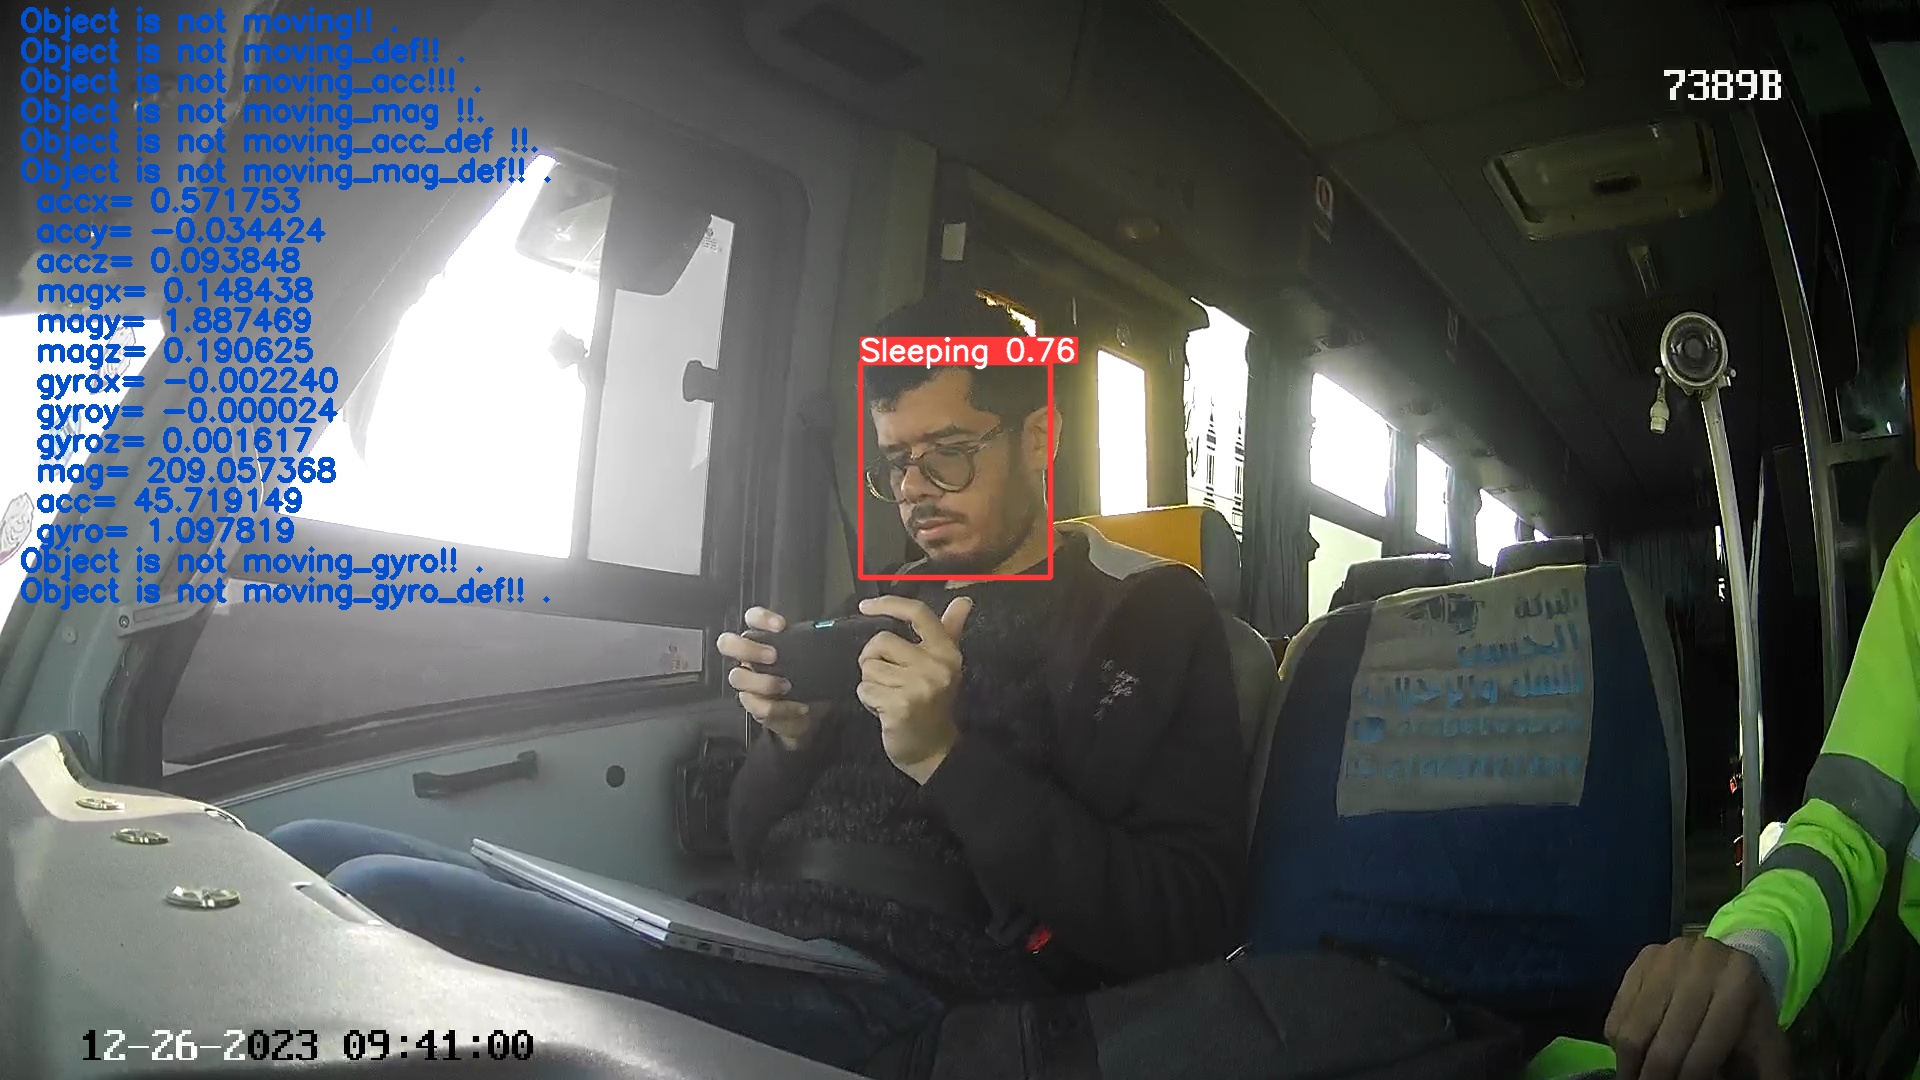 Object is not moving!! .
Object is not moving_def!! .
Object is not moving_acc!!! .
Object is not moving_mag !!.
Object is not moving_acc_def !!.
Object is not moving_mag_def!! .
accx= 0.571753
accy= -0.034424
accz= 0.093848
magx= 0.148438
magy= 1.887469
magz= 0.190625
gyrox= -0.002240
gyroy= -0.000024
gyroz= 0.001617
mag= 209.057368
acc= 45.719149
gyro= 1.097819
Object is not moving_gyro!! .
Object is not moving_gyro_def!! .
7389B
Sleeping 0.76
للنقل والرحلات
12-26-2023 09:41:00